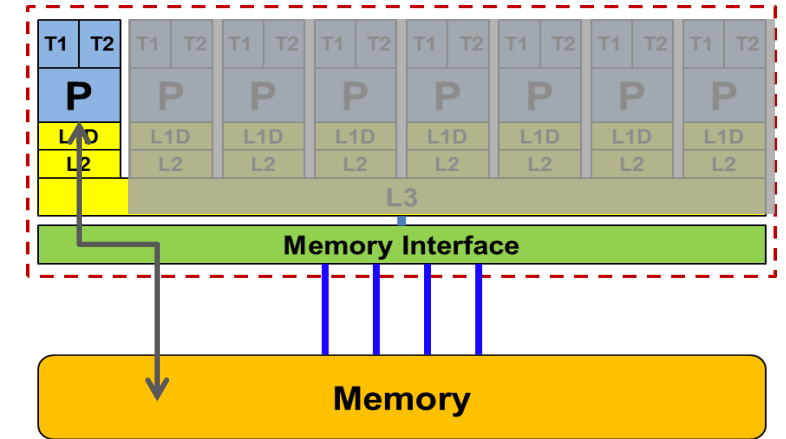 T1 T2 T1 T2 T1 T2 T1 T2 T1 T2 T1 T2 T1 T2 T1 T2
P P P P P P P P
L1D L1D L1D L1D L1D L1D L1D L1D
L2 L2 L2 L2 L2 L2 L2 L2
L3
Memory Interface
Memory